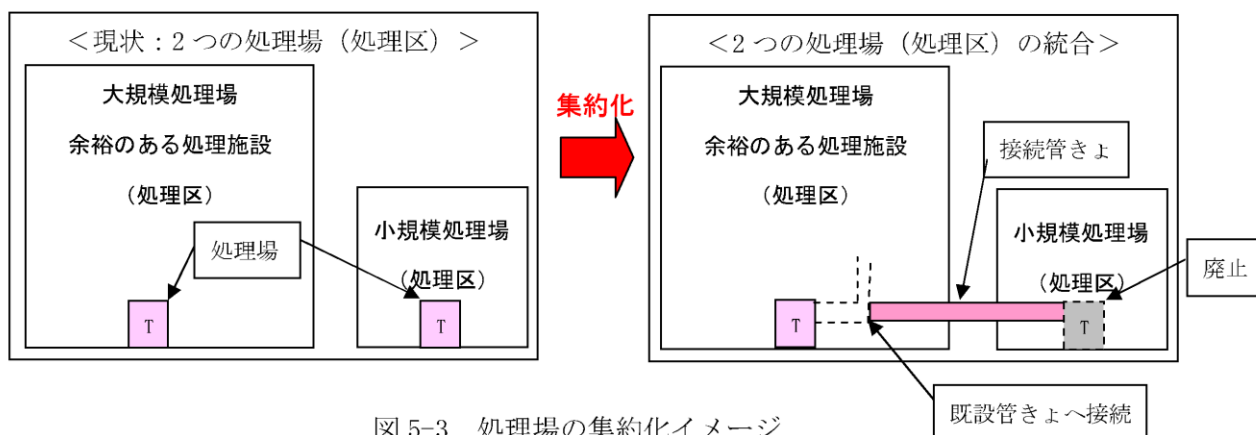 ＜現状：2 つの処理場（処理区）＞
大規模処理場
余裕のある処理施設
（処理区）
処理場
小規模処理場
（処理区）
T
T
集約化
＜2 つの処理場（処理区）の統合＞
大規模処理場
余裕のある処理施設
（処理区）
接続管きょ
小規模処理場
（処理区）
廃止
T
T
既設管きょへ接続
図 5-3 処理場の集約化イメージ